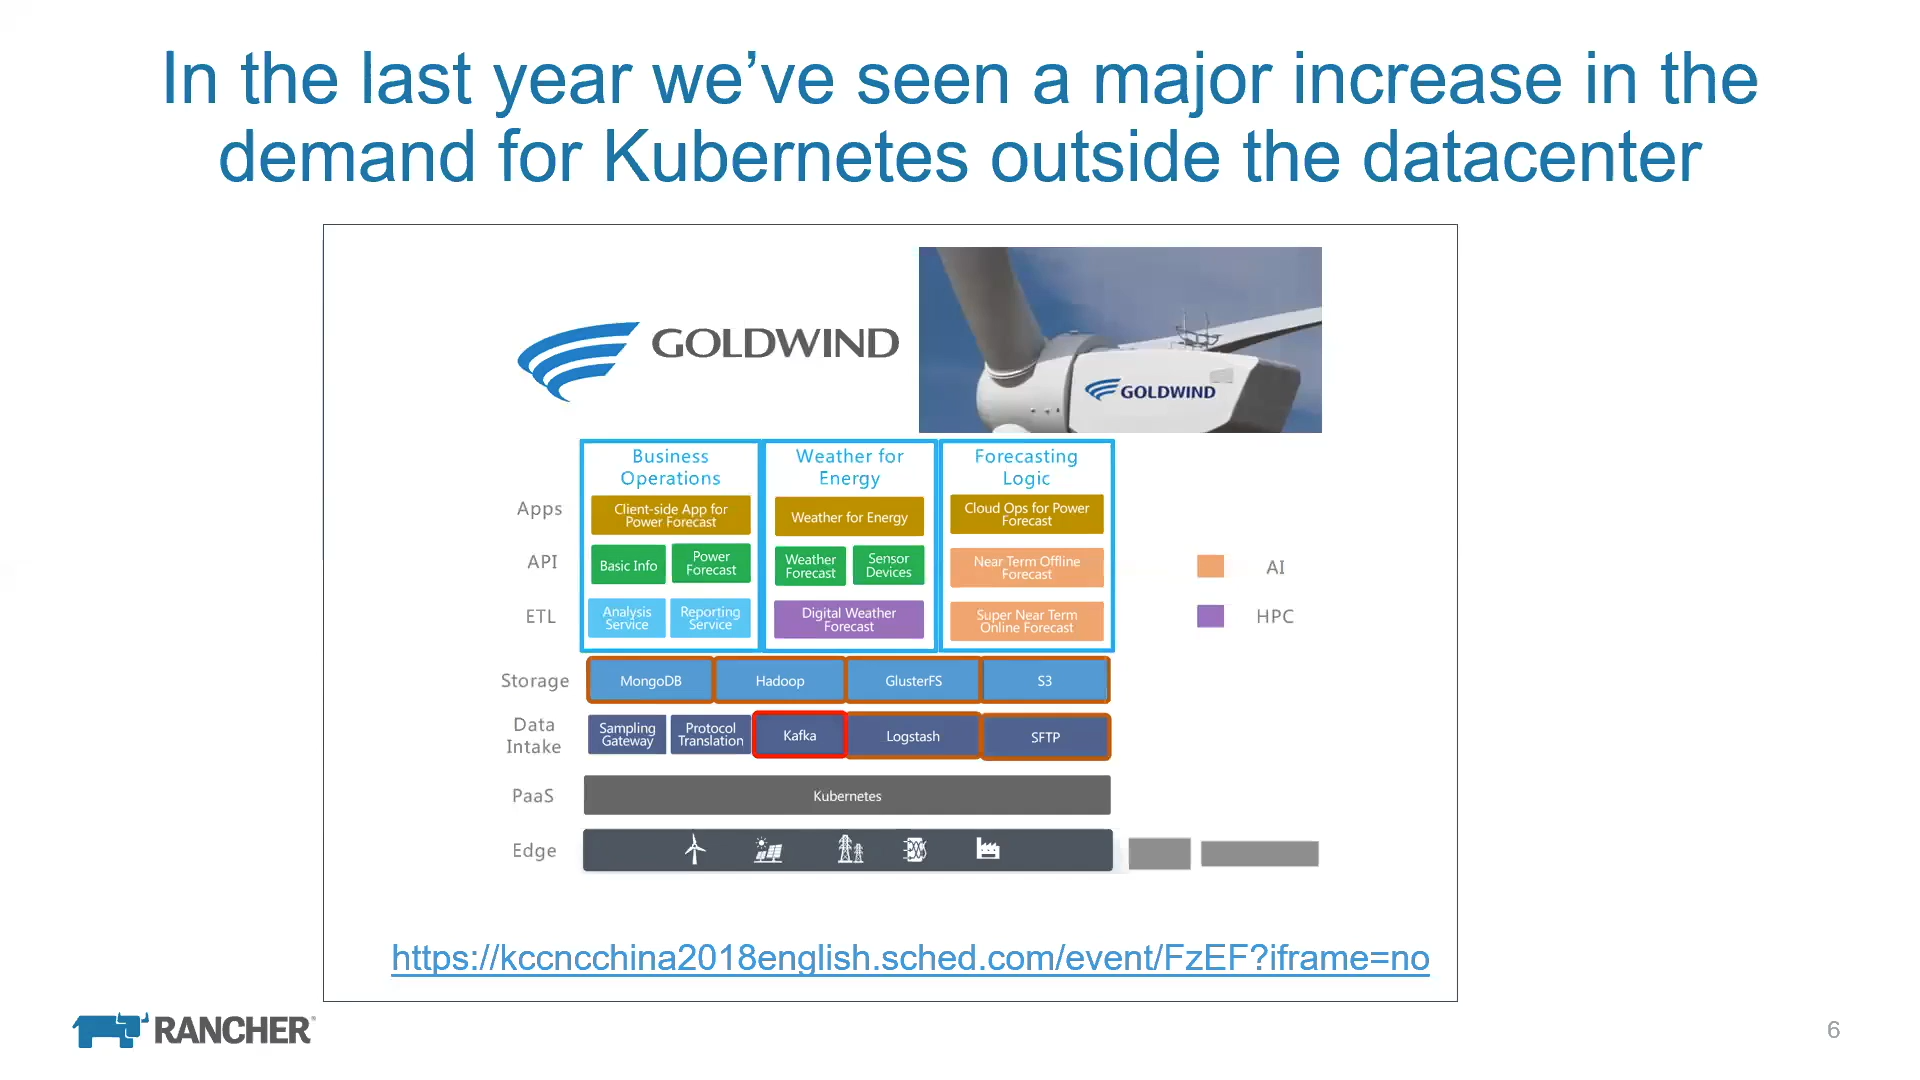 In the last year we’ve seen a major increase in the
demand for Kubernetes outside the datacenter
GOLDWIND
GOLDWIND
Business
Operations
Weather for
Energy
Forecasting
Logic
Apps
Client-side App for
Power Forecast
Weather for Energy
Cloud Ops for Power
Forecast
API
Basic Info
Power
Forecast
Weather
Forecast
Sensor
Devices
Near Term Offline
Forecast
AI
ETL
Analysis
Service
Reporting
Service
Digital Weather
Forecast
Super Near Term
Online Forecast
HPC
Storage
MongoDB
Hadoop
GlusterFS
S3
Data
Intake
Sampling
Gateway
Protocol
Translation
Kafka
Logstash
SFTP
PaaS
Kubernetes
Edge
https://kccncchina2018english.sched.com/event/FzEF?iframe=no
RANCHER®
6